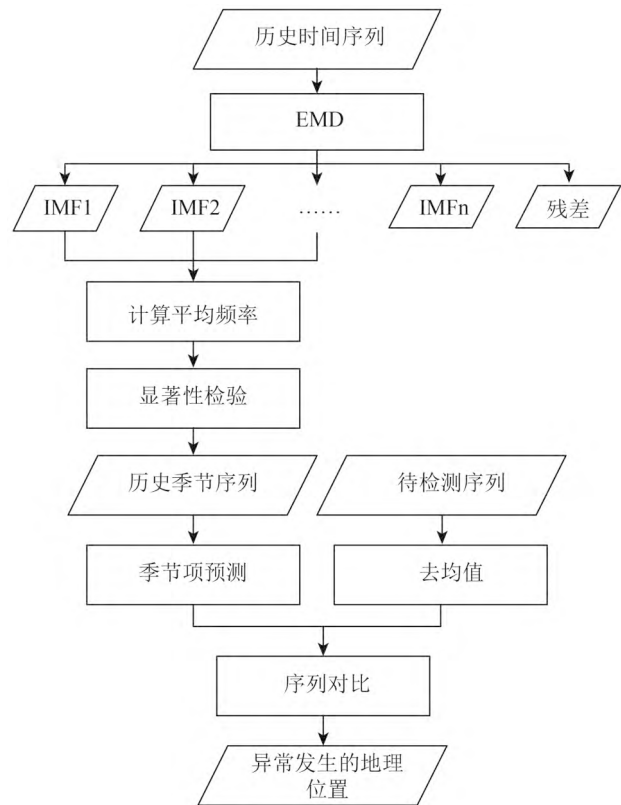 历史时间序列
EMD
IMF1
IMF2
……
IMFn
残差
计算平均频率
显著性检验
历史季节序列
待检测序列
季节项预测
去均值
序列对比
异常发生的地理
位置